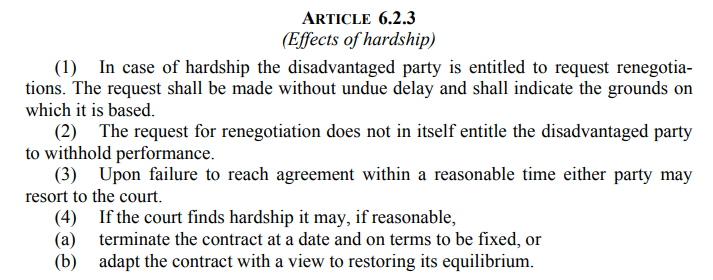 ARTICLE 6.2.3
(Effects of hardship)
(1) In case of hardship the disadvantaged party is entitled to request renegotia-
tions. The request shall be made without undue delay and shall indicate the grounds on
which it is based.
(2) The request for renegotiation does not in itself entitle the disadvantaged party
to withhold performance.
(3) Upon failure to reach agreement within a reasonable time either party may
resort to the court.
(4) If the court finds hardship it may, if reasonable,
(a) terminate the contract at a date and on terms to be fixed, or
(b) adapt the contract with a view to restoring its equilibrium.